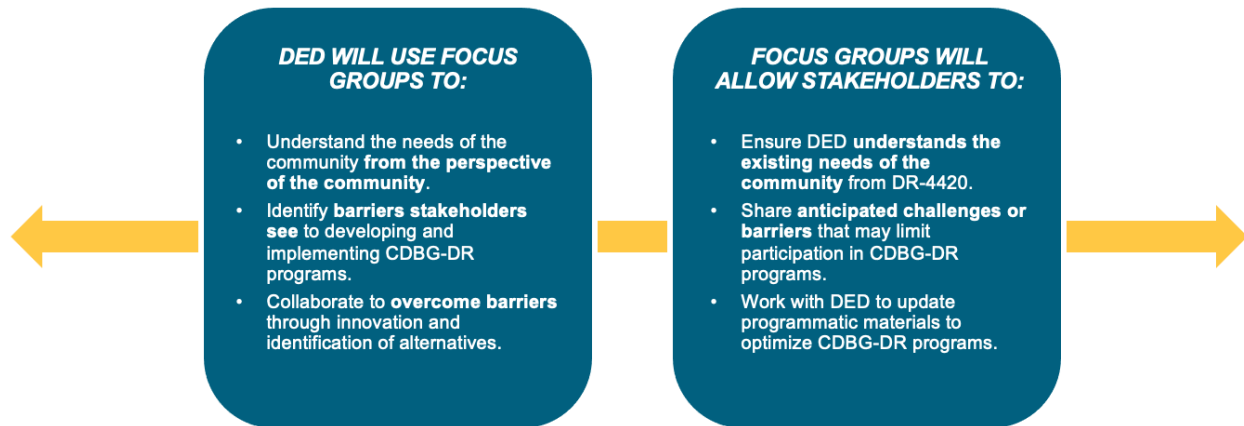 DED WILL USE FOCUS
GROUPS TO:
• Understand the needs of the
community from the perspective
of the community.
• Identify barriers stakeholders
see to developing and
implementing CDBG-DR
programs.
• Collaborate to overcome barriers
through innovation and
identification of alternatives.
FOCUS GROUPS WILL
ALLOW STAKEHOLDERS TO:
• Ensure DED understands the
existing needs of the
community from DR-4420.
• Share anticipated challenges or
barriers that may limit
participation in CDBG-DR
programs.
• Work with DED to update
programmatic materials to
optimize CDBG-DR programs.